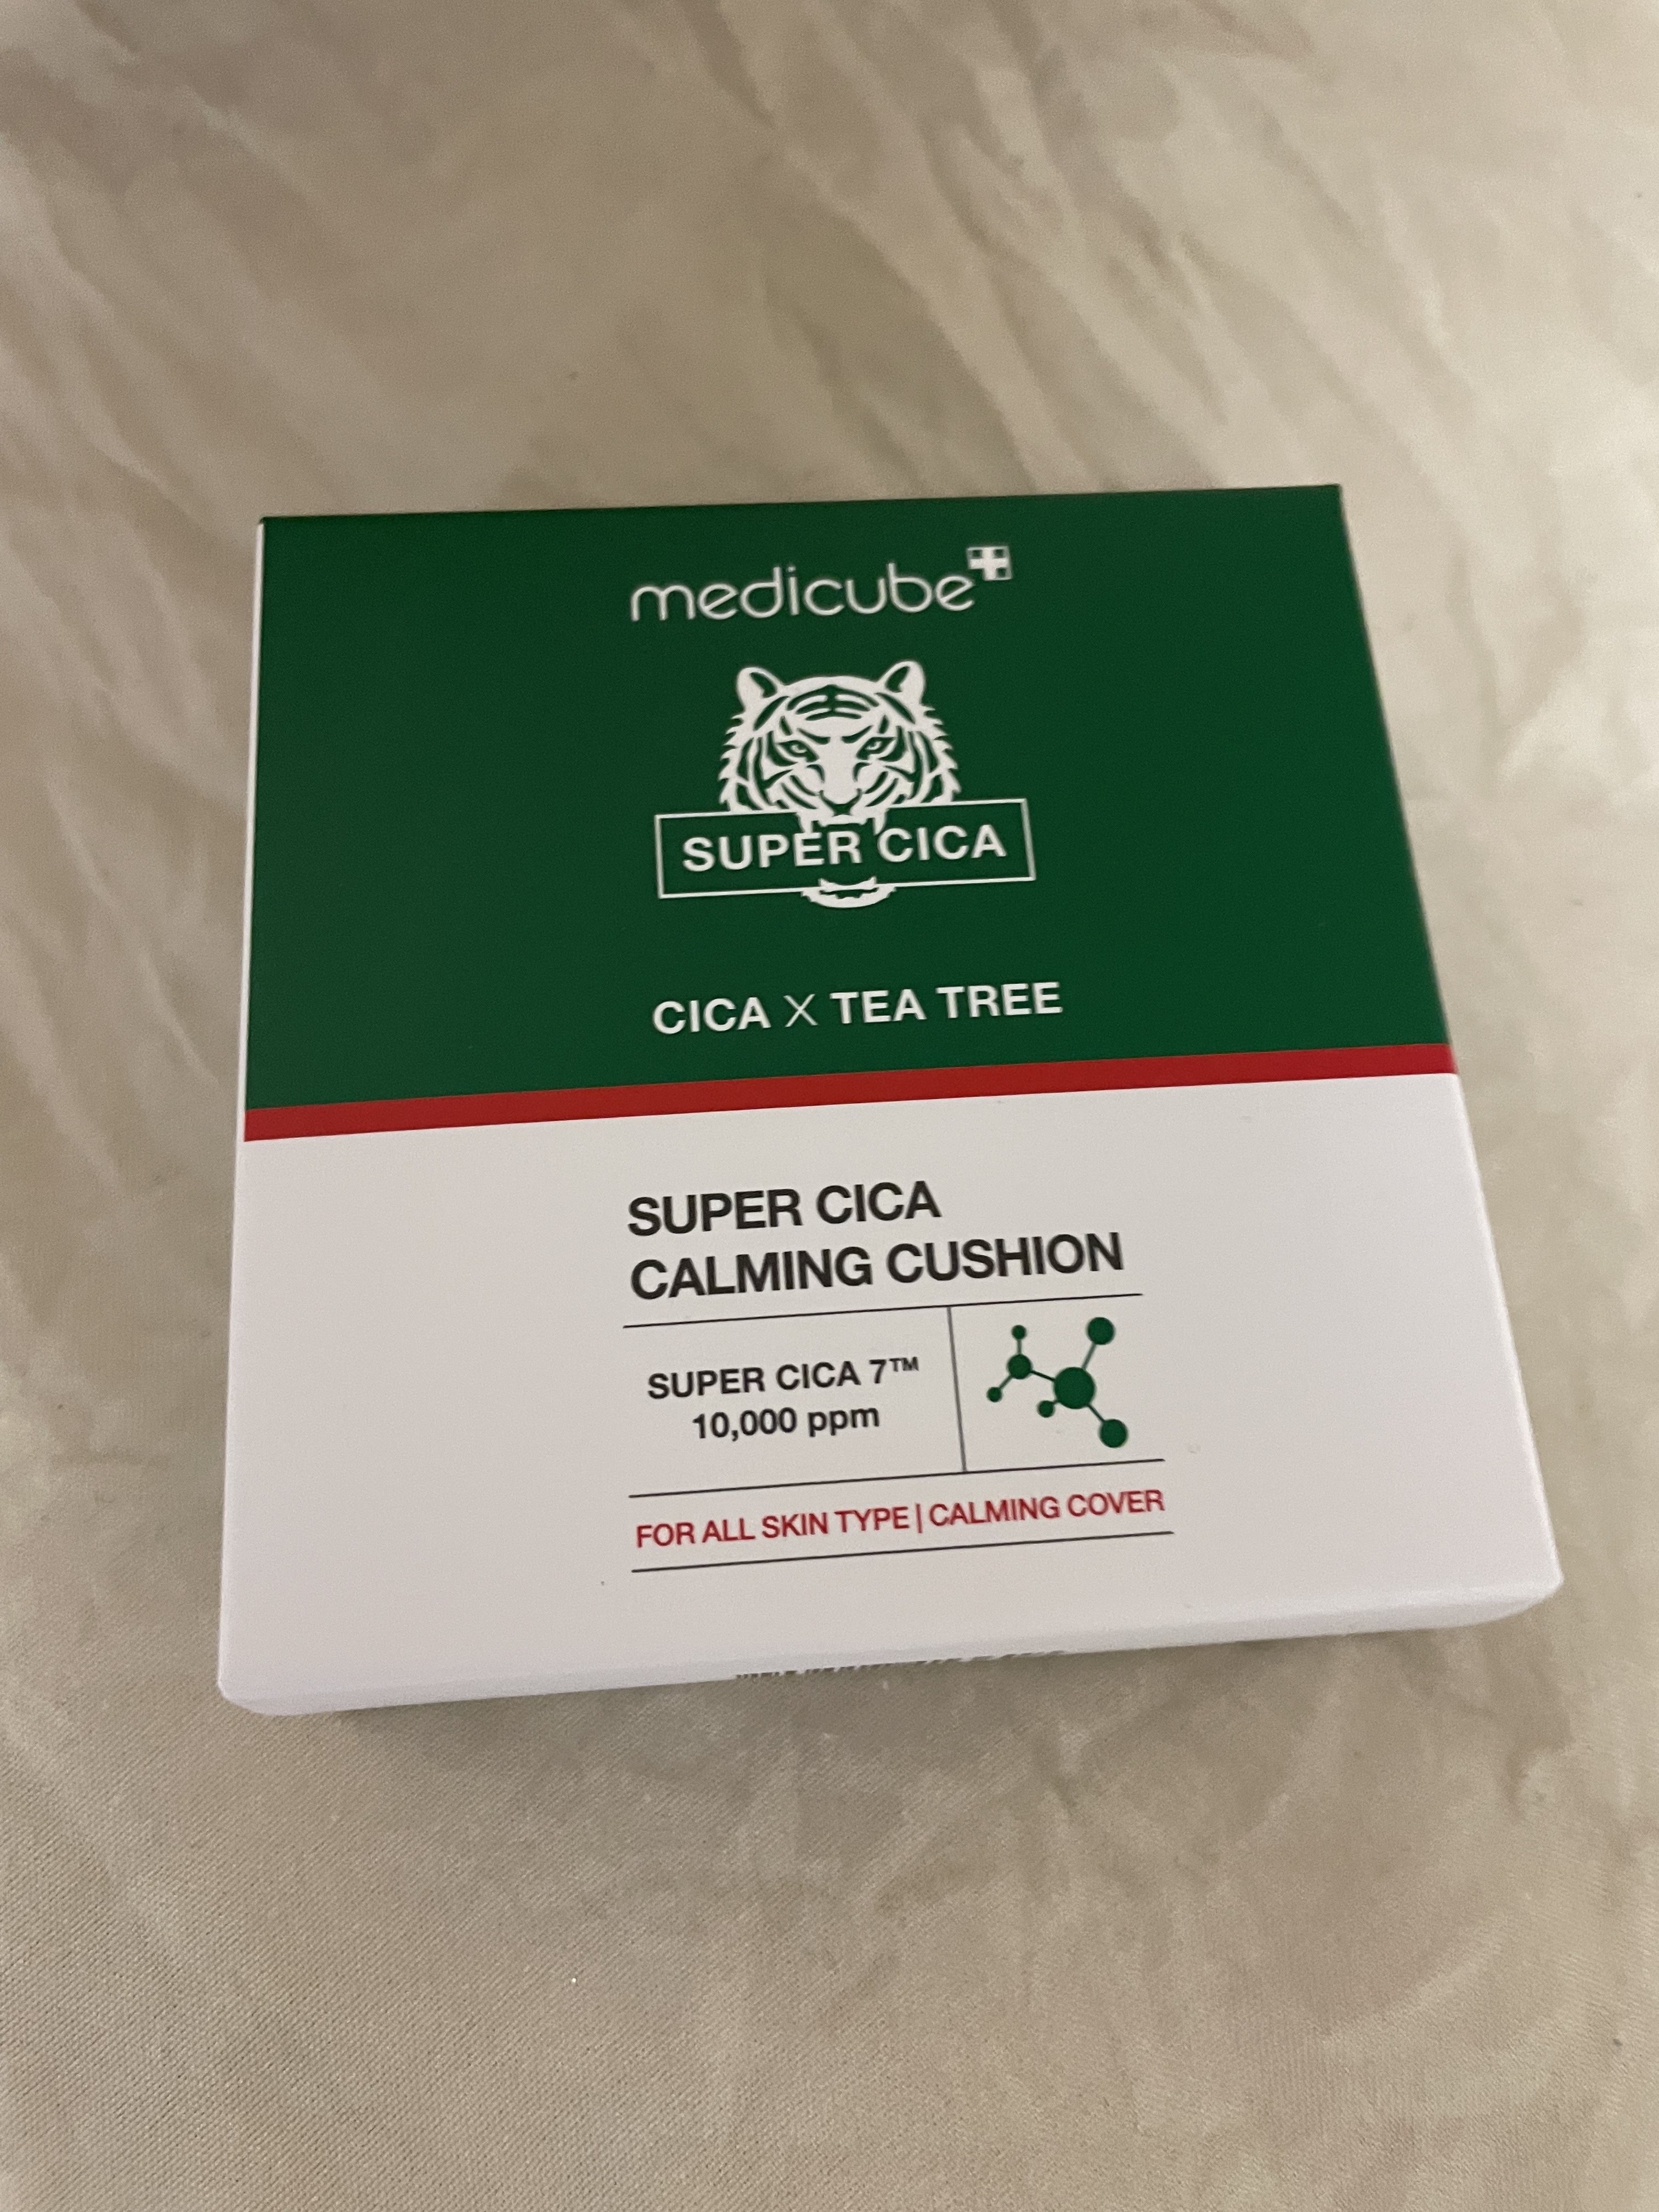 medicube
SUPER CICA
CICA X TEA TREE
SUPER CICA
CALMING CUSHION
SUPER CICA 7™
10,000 ppm
FOR ALL SKIN TYPE | CALMING COVER